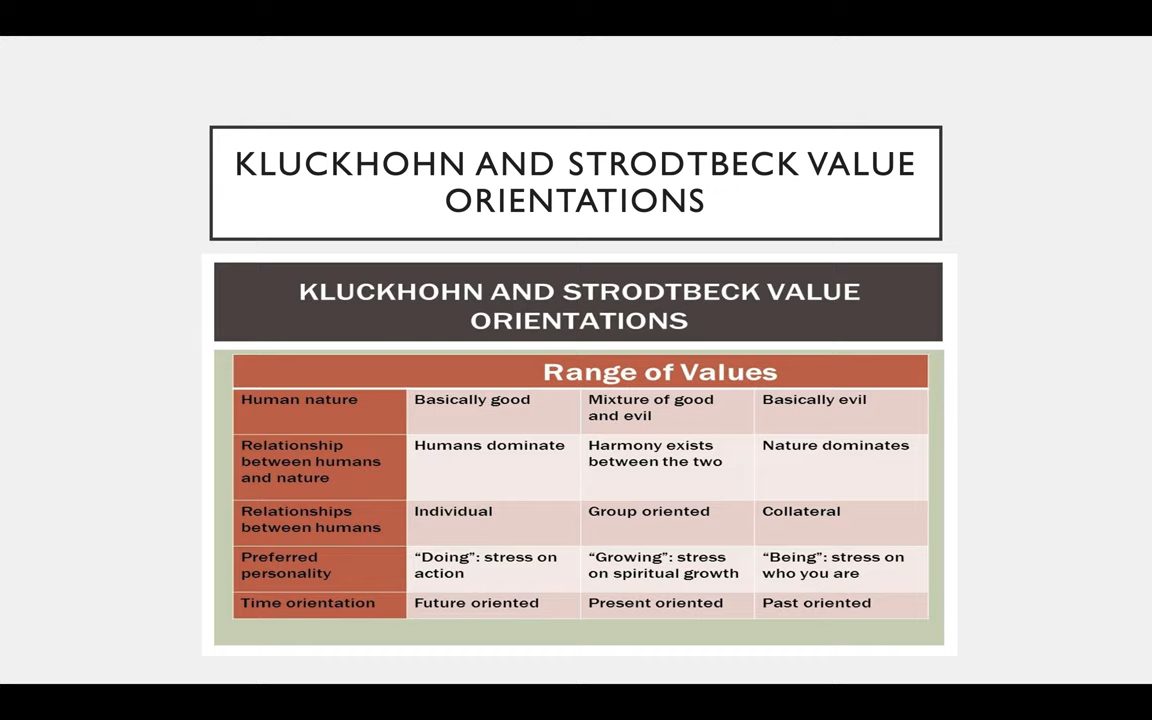 KLUCKHOHN AND STRODTBECK VALUE
ORIENTATIONS
KLUCKHOHN AND STRODTBECK VALUE
ORIENTATIONS
Range of Values
Human nature
Basically good
Mixture of good
and evil
Basically evil
Relationship
between humans
and nature
Humans dominate
Harmony exists
between the two
Nature dominates
Relationships
between humans
Individual
Group oriented
Collateral
Preferred
personality
“Doing”: stress on
action
“Growing”: stress
on spiritual growth
“Being”: stress on
who you are
Time orientation
Future oriented
Present oriented
Past oriented